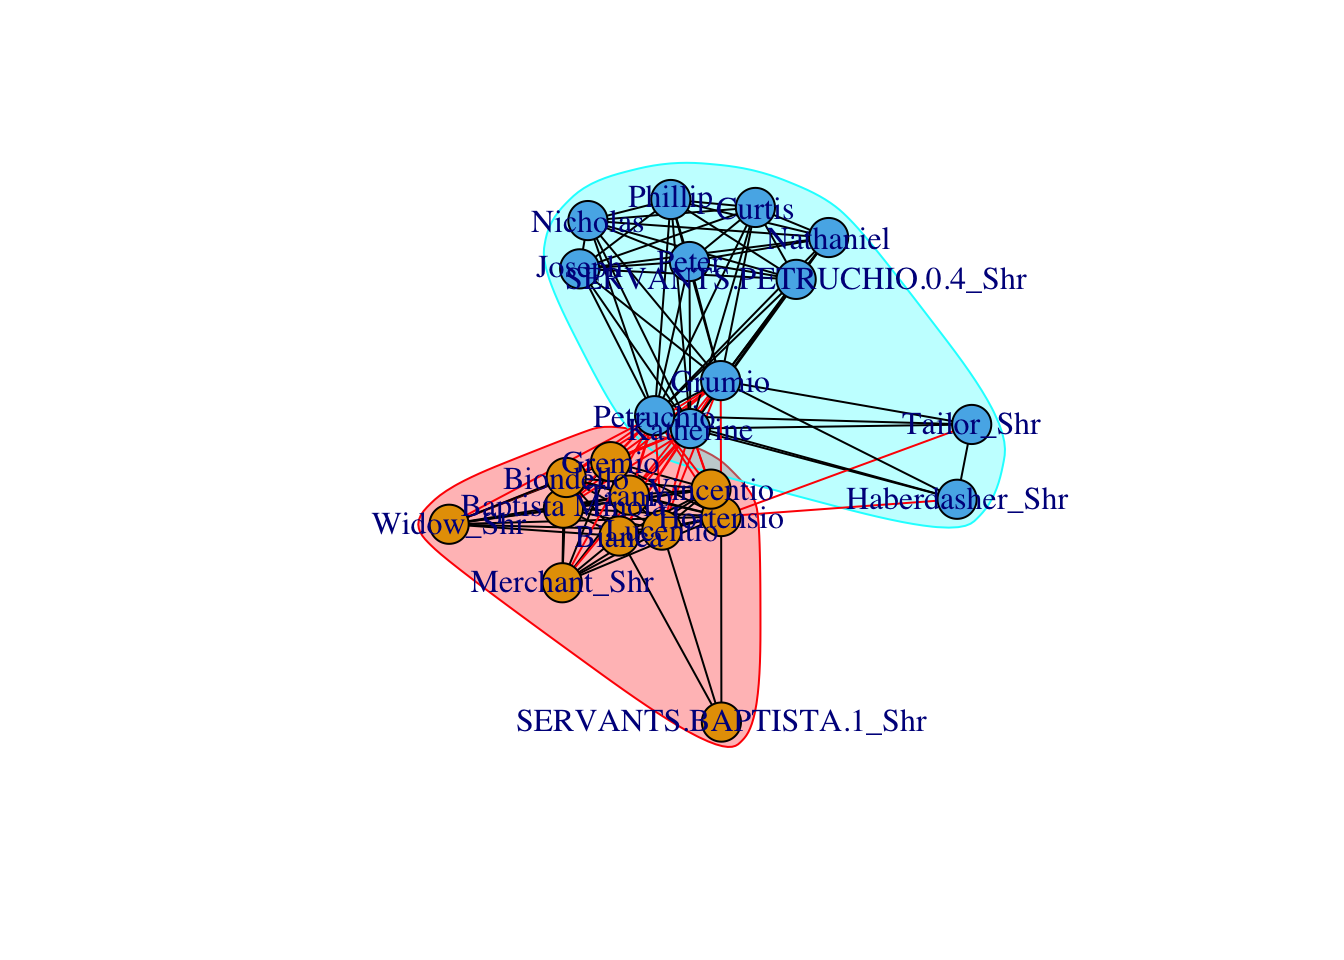 Phillip
Curtis
Nicholas
Nathaniel
Peter
Joseph
SERVANTS.PETRUCHIO.0.4_Shr
Grumio
Petruchio
Tailor_Shr
Katherine
Gremio
Biondello
Vincentio
Tranio
Haberdasher_Shr
Baptista Minola
Hortensio
Widow_Shr
Lucentio
Bianca
Merchant_Shr
SERVANTS.BAPTISTA.1_Shr